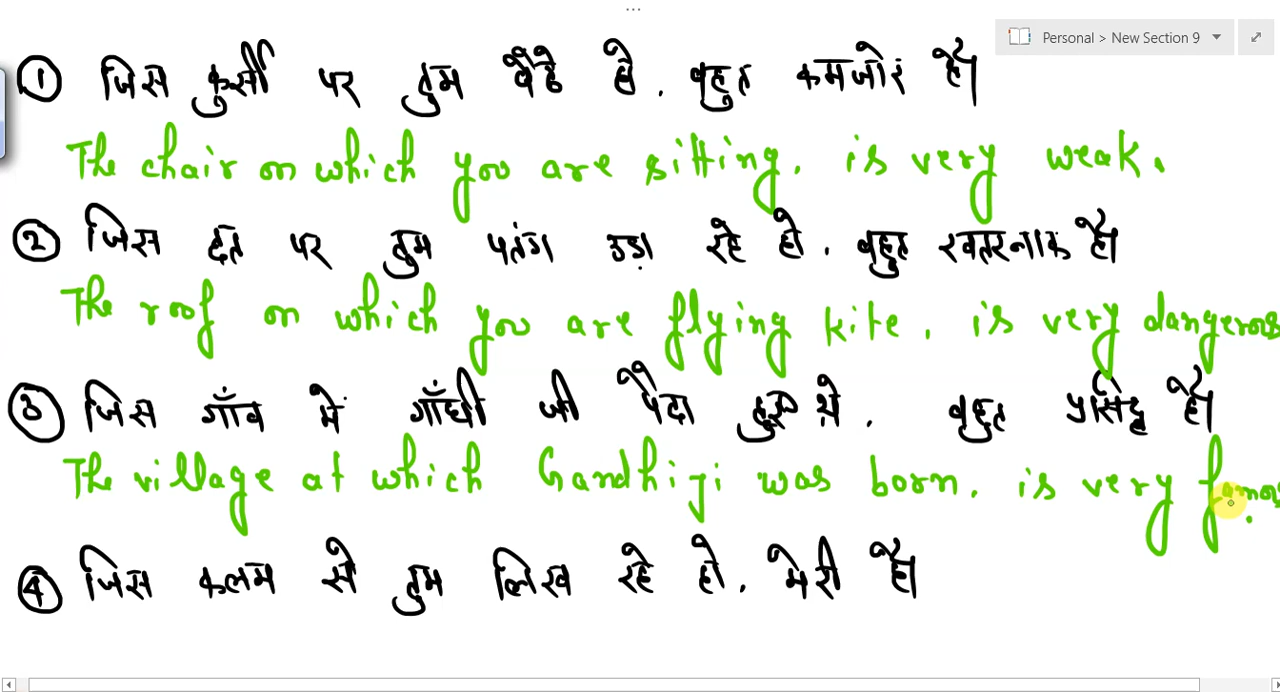 ...
Personal > New Section 9
① जिस कुर्सी पर तुम बैठे हो, बहुत कमजोर है।
The chair on which you are sitting, is very weak.
② जिस छत पर तुम पतंग उड़ा रहे हो, बहुत खतरनाक है।
The roof on which you are flying kite, is very dangerous
③ जिस गाँव में गाँधी जी पैदा हुए थे, बहुत प्रसिद्ध है।
The village at which Gandhiji was born, is very famous.
④ जिस कलम से तुम लिख रहे हो, मेरी है।